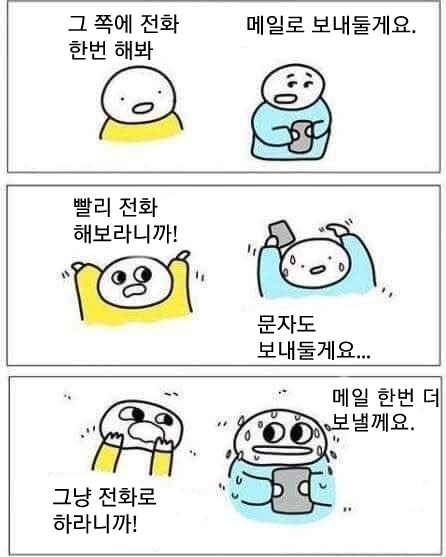 그 쪽에 전화
한번 해봐
메일로 보내둘게요.
빨리 전화
해보라니까!
문자도
보내둘게요...
메일 한번 더
보낼께요.
그냥 전화로
하라니까!